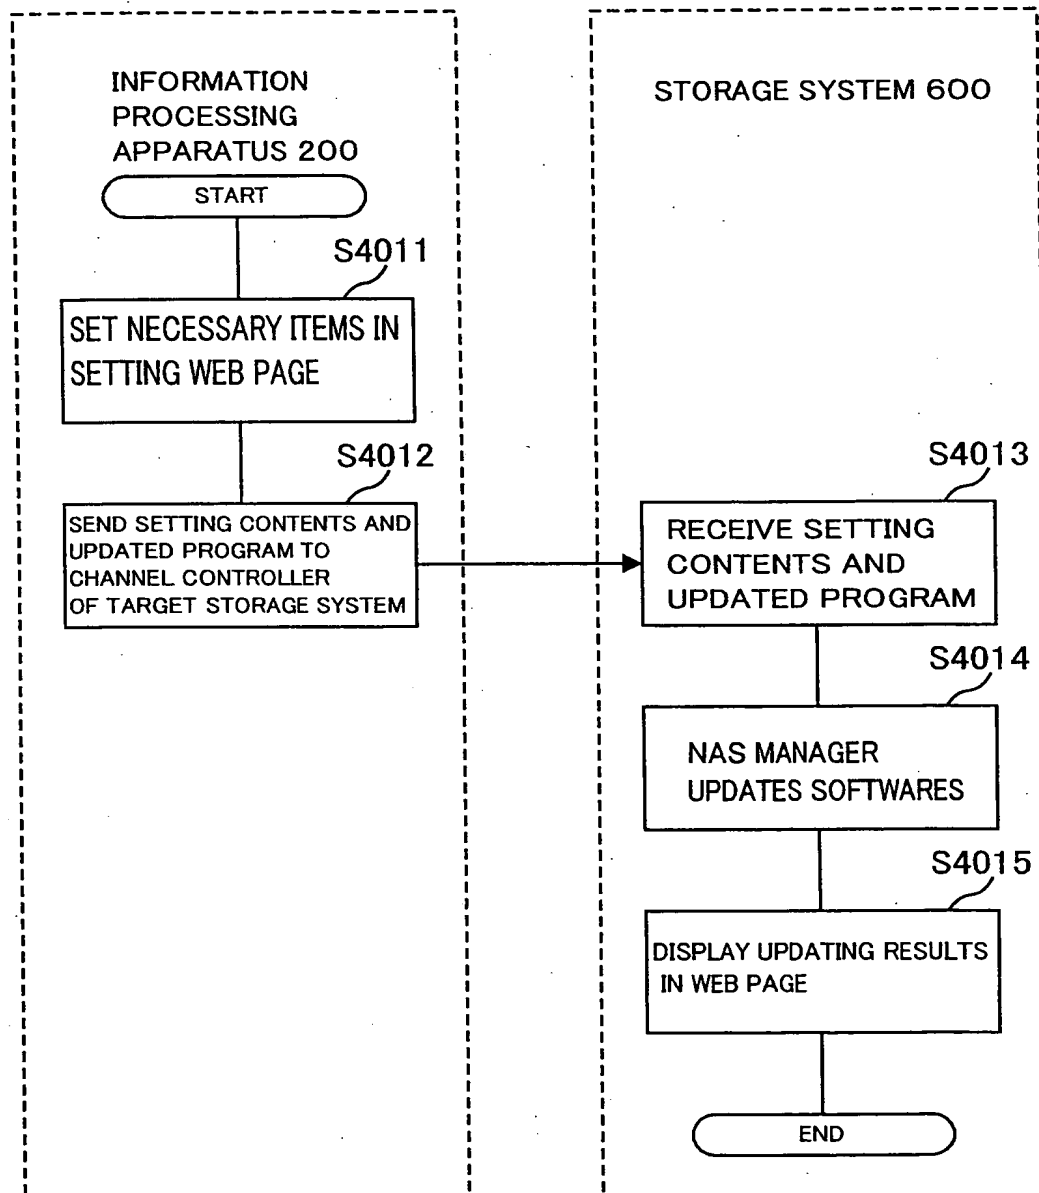 INFORMATION
PROCESSING
APPARATUS 200
START
S4011
SET NECESSARY ITEMS IN
SETTING WEB PAGE
S4012
SEND SETTING CONTENTS AND
UPDATED PROGRAM TO
CHANNEL CONTROLLER
OF TARGET STORAGE SYSTEM
STORAGE SYSTEM 600
S4013
RECEIVE SETTING
CONTENTS AND
UPDATED PROGRAM
S4014
NAS MANAGER
UPDATES SOFTWARES
S4015
DISPLAY UPDATING RESULTS
IN WEB PAGE
END